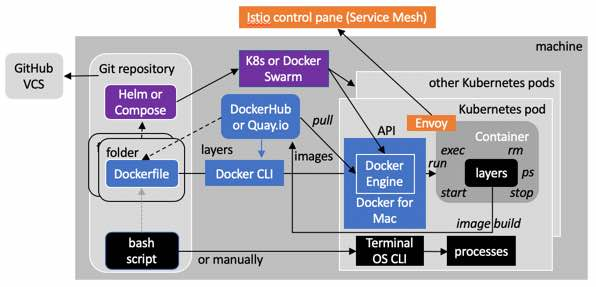 Istio control pane (Service Mesh)
machine
GitHub
VCS
Git repository
K8s or Docker
Swarm
other Kubernetes pods
Helm or
Compose
DockerHub
or Quay.io
pull
Kubernetes pod
API
Envoy
Container
folder
layers
images
exec
rm
run
Dockerfile
Docker CLI
Docker
Engine
layers
ps
start
stop
Docker for
Mac
image build
bash
script
or manually
Terminal
OS CLI
processes